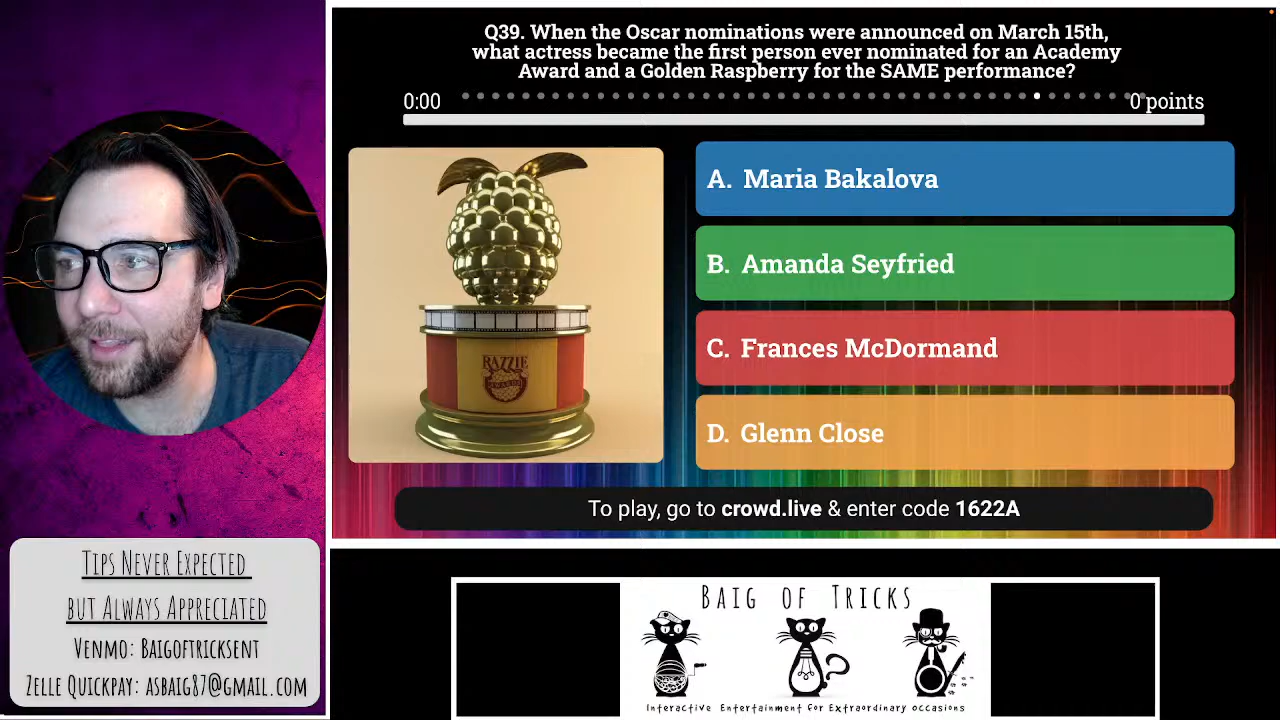 Q39. When the Oscar nominations were announced on March 15th,
what actress became the first person ever nominated for an Academy
Award and a Golden Raspberry for the SAME performance?
0:00
0 points
A. Maria Bakalova
B. Amanda Seyfried
C. Frances McDormand
D. Glenn Close
RAZZIE
To play, go to crowd.live & enter code 1622A
Tips Never Expected
but Always Appreciated
Venmo: Baigoftricksent
Zelle Quickpay: asbaig87@gmail.com
Baig of Tricks
Interactive Entertainment for Extraordinary Occasions